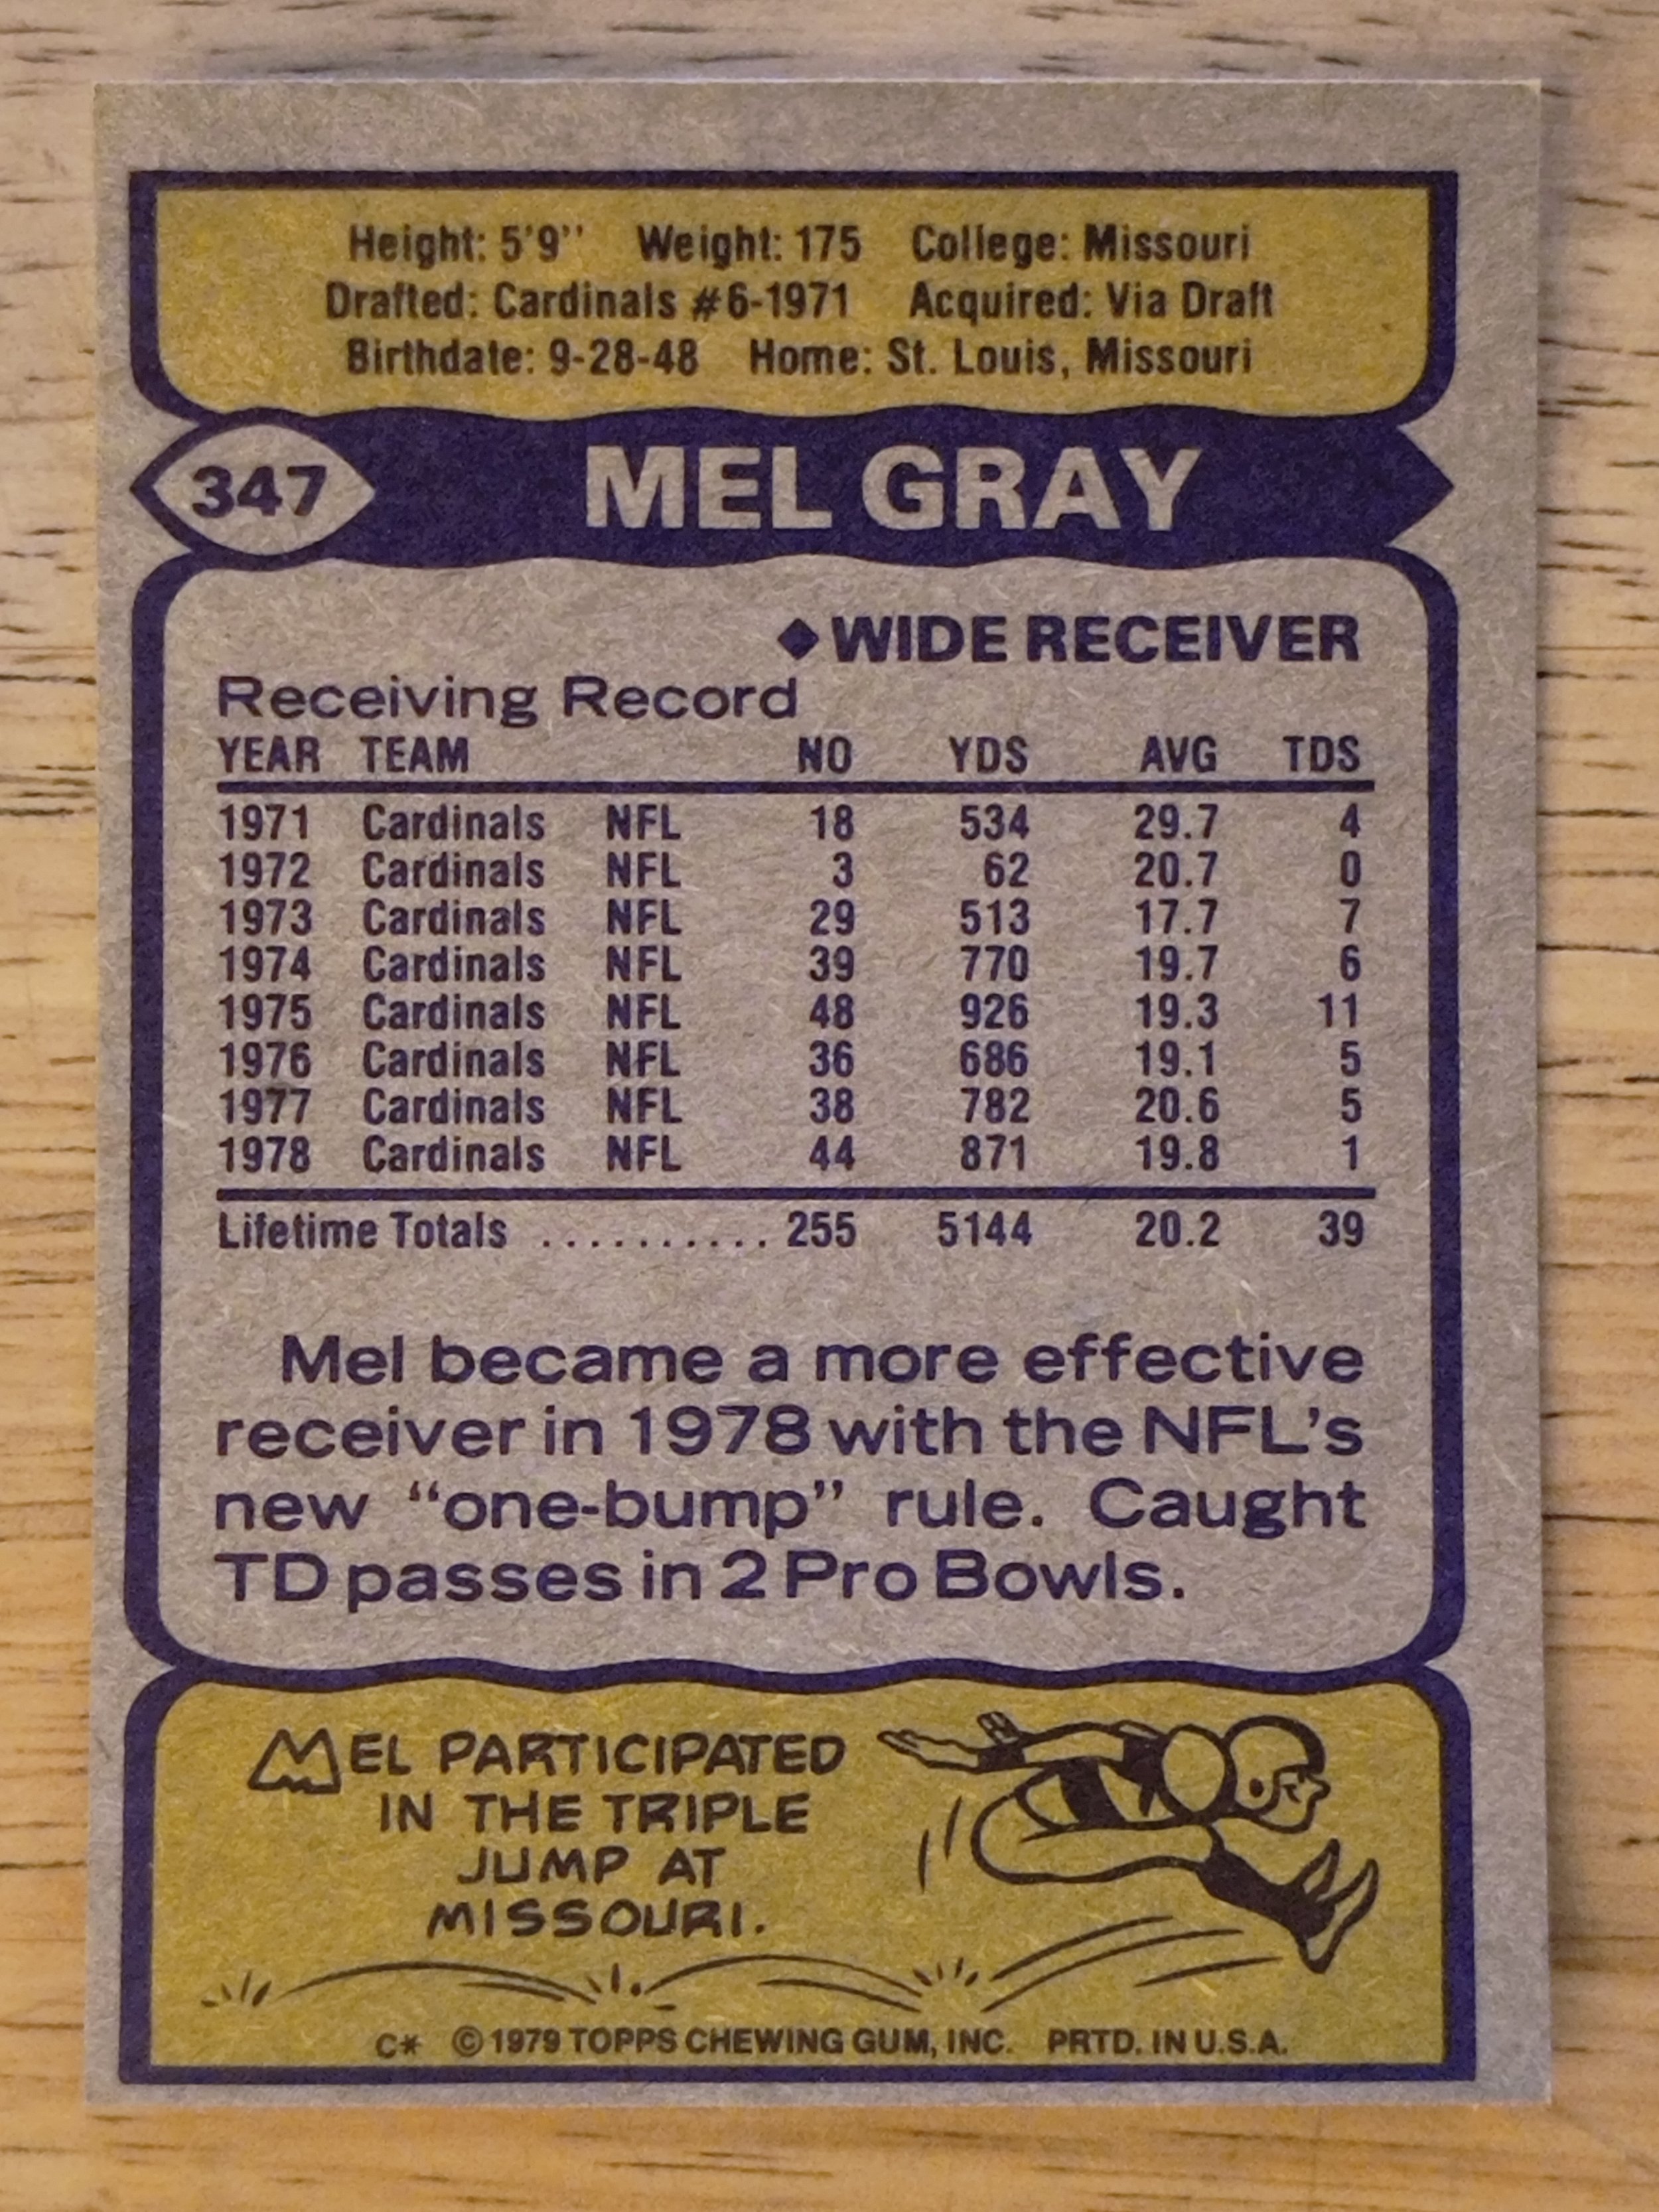 Height: 5'9'' Weight: 175 College: Missouri
Drafted: Cardinals #6-1971 Acquired: Via Draft
Birthdate: 9-28-48 Home: St. Louis, Missouri
347 MEL GRAY
◆ WIDE RECEIVER
Receiving Record
YEAR TEAM NO YDS AVG TDS
1971 Cardinals NFL 18 534 29.7 4
1972 Cardinals NFL 3 62 20.7 0
1973 Cardinals NFL 29 513 17.7 7
1974 Cardinals NFL 39 770 19.7 6
1975 Cardinals NFL 48 926 19.3 11
1976 Cardinals NFL 36 686 19.1 5
1977 Cardinals NFL 38 782 20.6 5
1978 Cardinals NFL 44 871 19.8 1
Lifetime Totals .......... 255 5144 20.2 39
Mel became a more effective
receiver in 1978 with the NFL's
new “one-bump” rule. Caught
TD passes in 2 Pro Bowls.
MEL PARTICIPATED
IN THE TRIPLE
JUMP AT
MISSOURI.
C* © 1979 TOPPS CHEWING GUM, INC. PRTD. IN U.S.A.